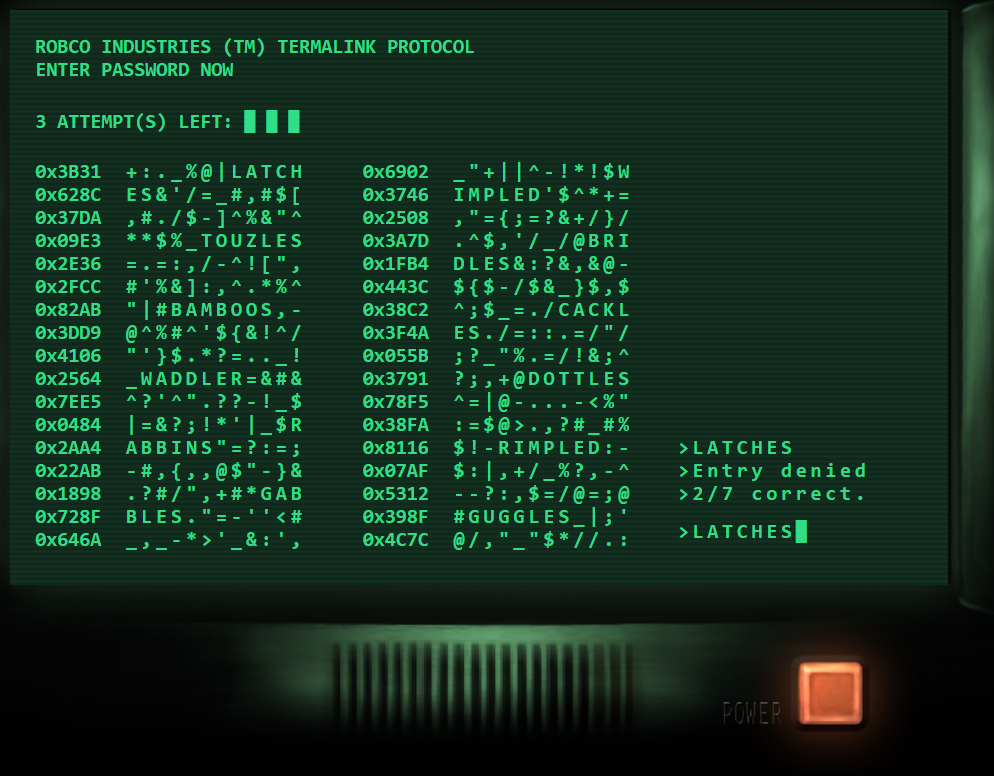 ROBCO INDUSTRIES (TM) TERMALINK PROTOCOL
ENTER PASSWORD NOW
3 ATTEMPT(S) LEFT: █ █ █
0x3B31 +:._%@|LATCH
0x628C ES&'/=_#,#$[
0x37DA ,#./$-]^%&"^
0x09E3 **$%_TOUZLES
0x2E36 =.=:,/-^![",
0x2FCC #'%&]:,^.*%^
0x82AB "|#BAMBOOS,-
0x3DD9 @^%#^'${&!^/
0x4106 "'}$.*?=.._!
0x2564 _WADDLER=&#&
0x7EE5 ^?'^".??-!_$
0x0484 |=&?;!*'|_$R
0x2AA4 ABBINS"=?:=;
0x22AB -#,{,,@$"-}&
0x1898 .?#/",+#*GAB
0x728F BLES."=-''<#
0x646A _,_-*>'_&:',
0x6902 _"+||^-!*!$W
0x3746 IMPLED'$^*+=
0x2508 ,"={;=?&+/}/
0x3A7D .^$,'/_/@BRI
0x1FB4 DLES&:?&,&@-
0x443C ${$-/$&_}$,$
0x38C2 ^;$_=./CACKL
0x3F4A ES./=::.=/"/
0x055B ;?_"%.=/!&;^
0x3791 ?;,+@DOTTLES
0x78F5 ^=|@-...-<%"
0x38FA :=$@>.,?#_#%
0x8116 $!-RIMPLED:-
0x07AF $:|,+/_%?,-^
0x5312 --?:,$=/@=;@
0x398F #GUGGLES_|;'
0x4C7C @/,"_"$*//.:
>LATCHES
>Entry denied
>2/7 correct.
>LATCHES█
POWER